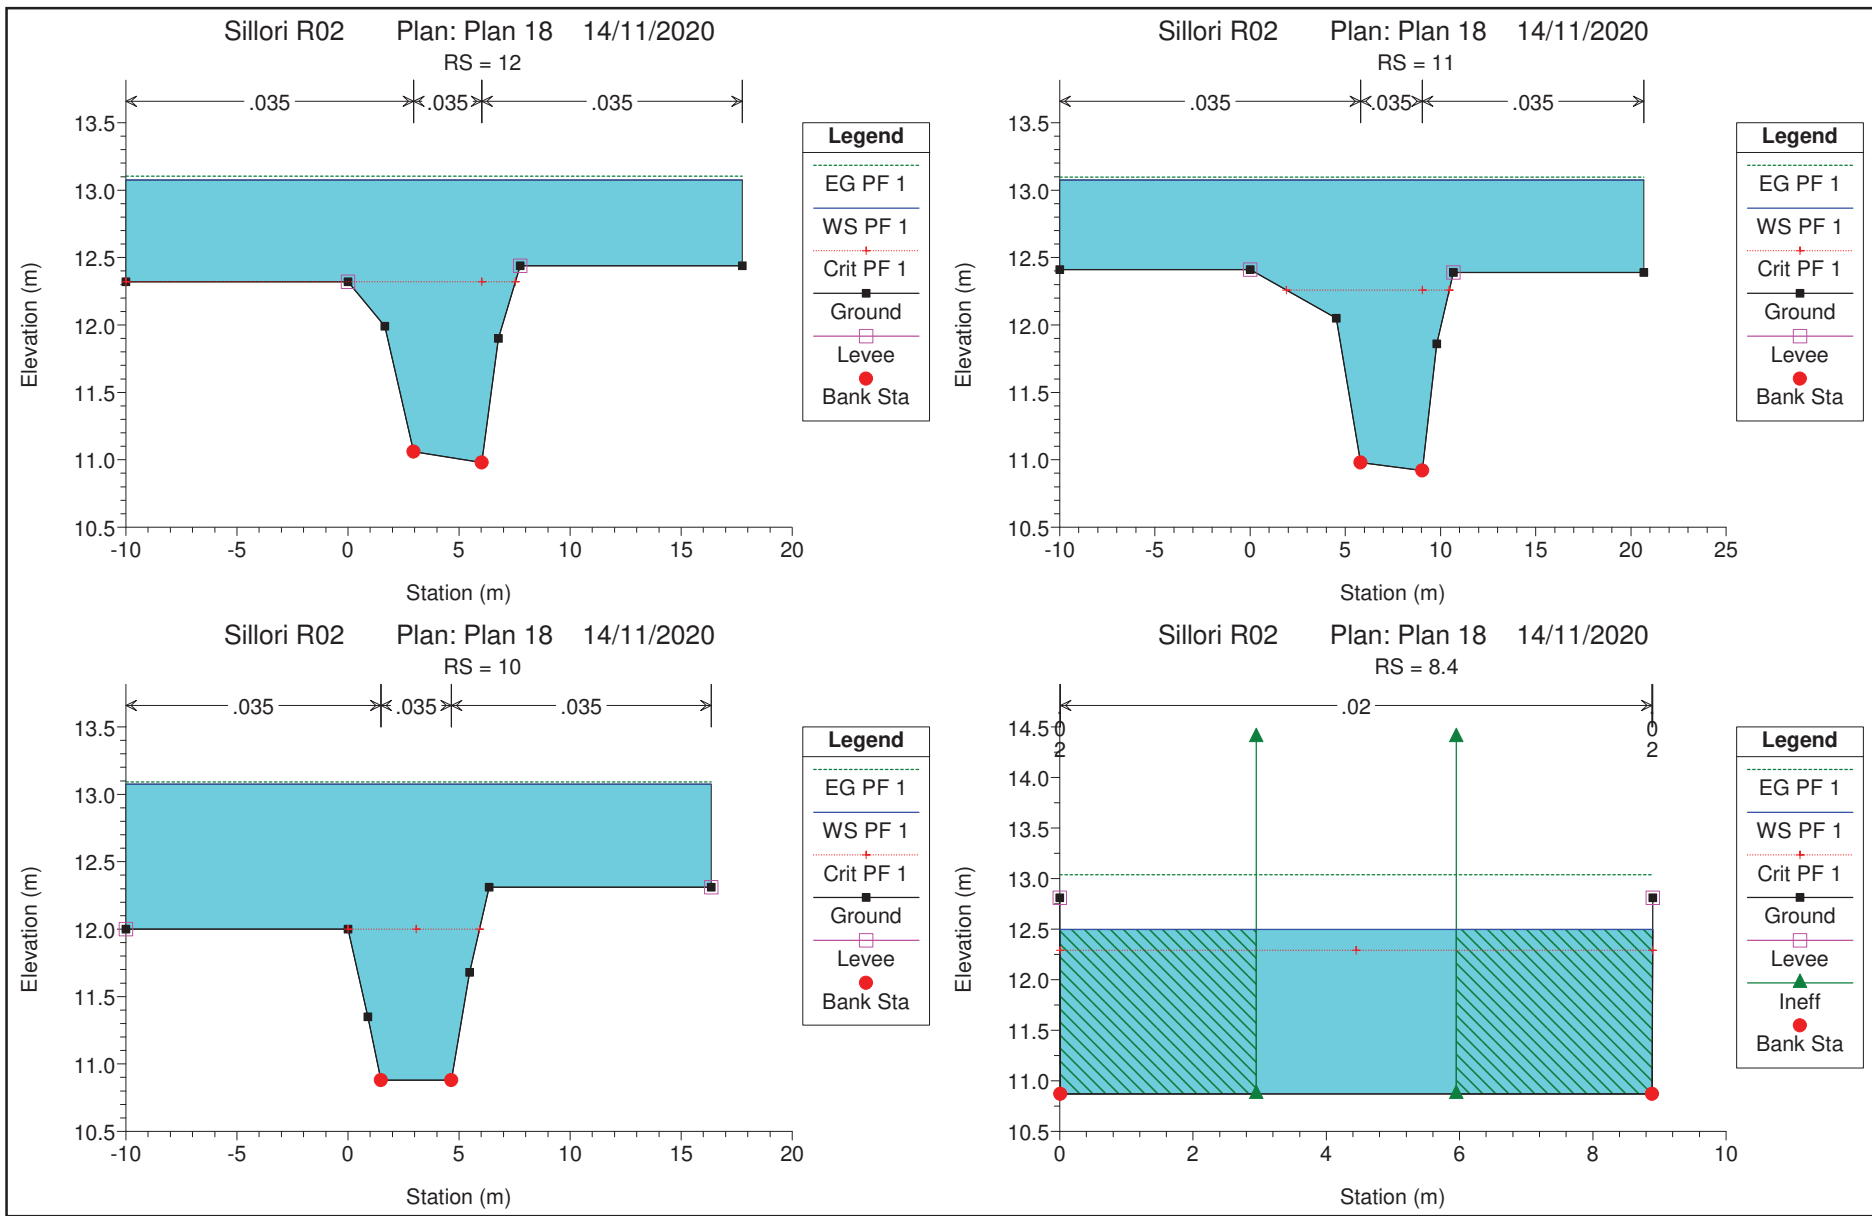 Sillori R02 Plan: Plan 18 14/11/2020
RS = 12
.035 .035 .035
13.5
13.0
12.5
12.0
11.5
11.0
10.5
Elevation (m)
-10 -5 0 5 10 15 20
Station (m)
Legend
EG PF 1
WS PF 1
Crit PF 1
Ground
Levee
Bank Sta
Sillori R02 Plan: Plan 18 14/11/2020
RS = 11
.035 .035 .035
13.5
13.0
12.5
12.0
11.5
11.0
10.5
Elevation (m)
-10 -5 0 5 10 15 20 25
Station (m)
Legend
EG PF 1
WS PF 1
Crit PF 1
Ground
Levee
Bank Sta
Sillori R02 Plan: Plan 18 14/11/2020
RS = 10
.035 .035 .035
13.5
13.0
12.5
12.0
11.5
11.0
10.5
Elevation (m)
-10 -5 0 5 10 15 20
Station (m)
Legend
EG PF 1
WS PF 1
Crit PF 1
Ground
Levee
Bank Sta
Sillori R02 Plan: Plan 18 14/11/2020
RS = 8.4
.02 .02 .02
14.5
14.0
13.5
13.0
12.5
12.0
11.5
11.0
10.5
Elevation (m)
0 2 4 6 8 10
Station (m)
Legend
EG PF 1
WS PF 1
Crit PF 1
Ground
Levee
Ineff
Bank Sta